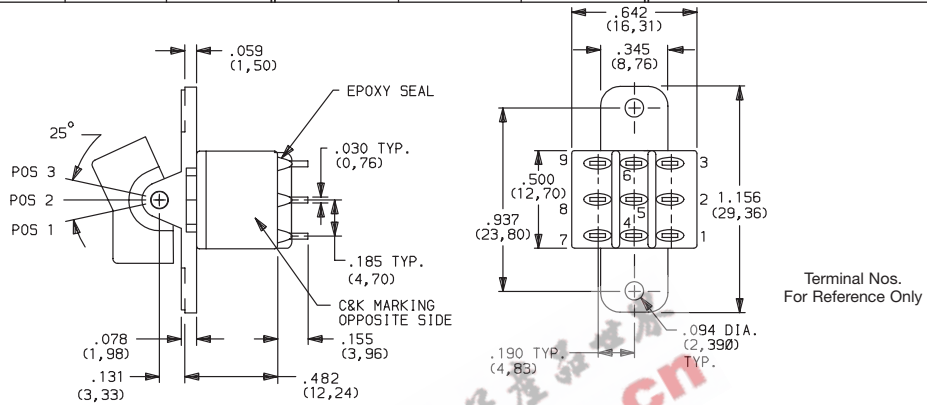 .059
(1,50)
EPOXY SEAL
25°
.030 TYP.
(0,76)
POS 3
POS 2
POS 1
.185 TYP.
(4,70)
C&K MARKING
OPPOSITE SIDE
.078
(1,98)
.155
(3,96)
.131
(3,33)
.482
(12,24)
.642
(16,31)
.345
(8,76)
9
6
3
.500
(12,70)
8
5
2
1.156
(29,36)
.937
(23,80)
7
4
1
Terminal Nos.
For Reference Only
.094 DIA.
(2,390)
TYP.
.190 TYP.
(4,83)
cn